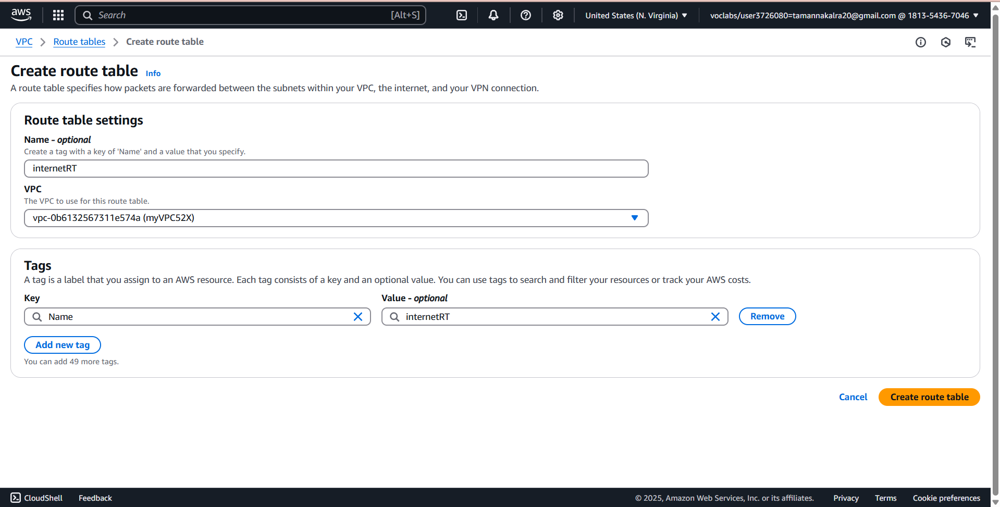 aws
Search [Alt+S] United States (N. Virginia) voclabs/user3726080=tamannakalra20@gmail.com @ 1813-5436-7046
VPC Route tables Create route table
Create route table Info
A route table specifies how packets are forwarded between the subnets within your VPC, the internet, and your VPN connection.
Route table settings
Name - optional
Create a tag with a key of 'Name' and a value that you specify.
internetRT
VPC
The VPC to use for this route table.
vpc-0b6132567311e574a (myVPC52X)
Tags
A tag is a label that you assign to an AWS resource. Each tag consists of a key and an optional value. You can use tags to search and filter your resources or track your AWS costs.
Key Value - optional
Name internetRT Remove
Add new tag
You can add 49 more tags.
Cancel Create route table
CloudShell Feedback © 2025, Amazon Web Services, Inc. or its affiliates. Privacy Terms Cookie preferences